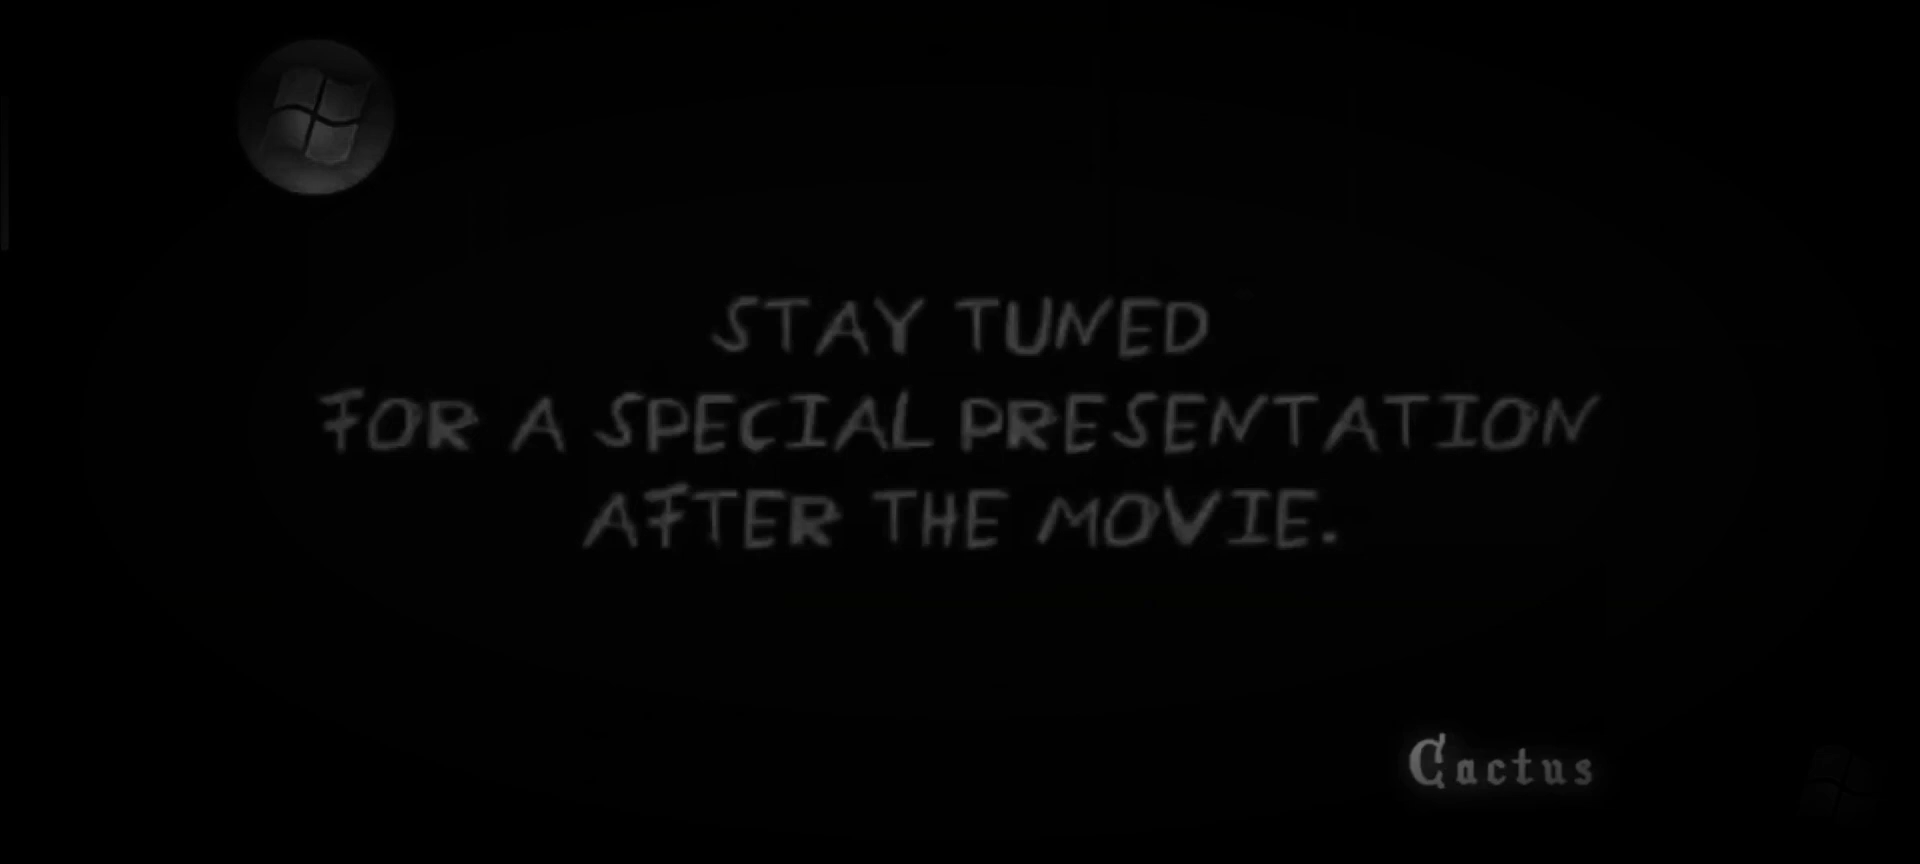 STAY TUNED
FOR A SPECIAL PRESENTATION
AFTER THE MOVIE.
Cactus